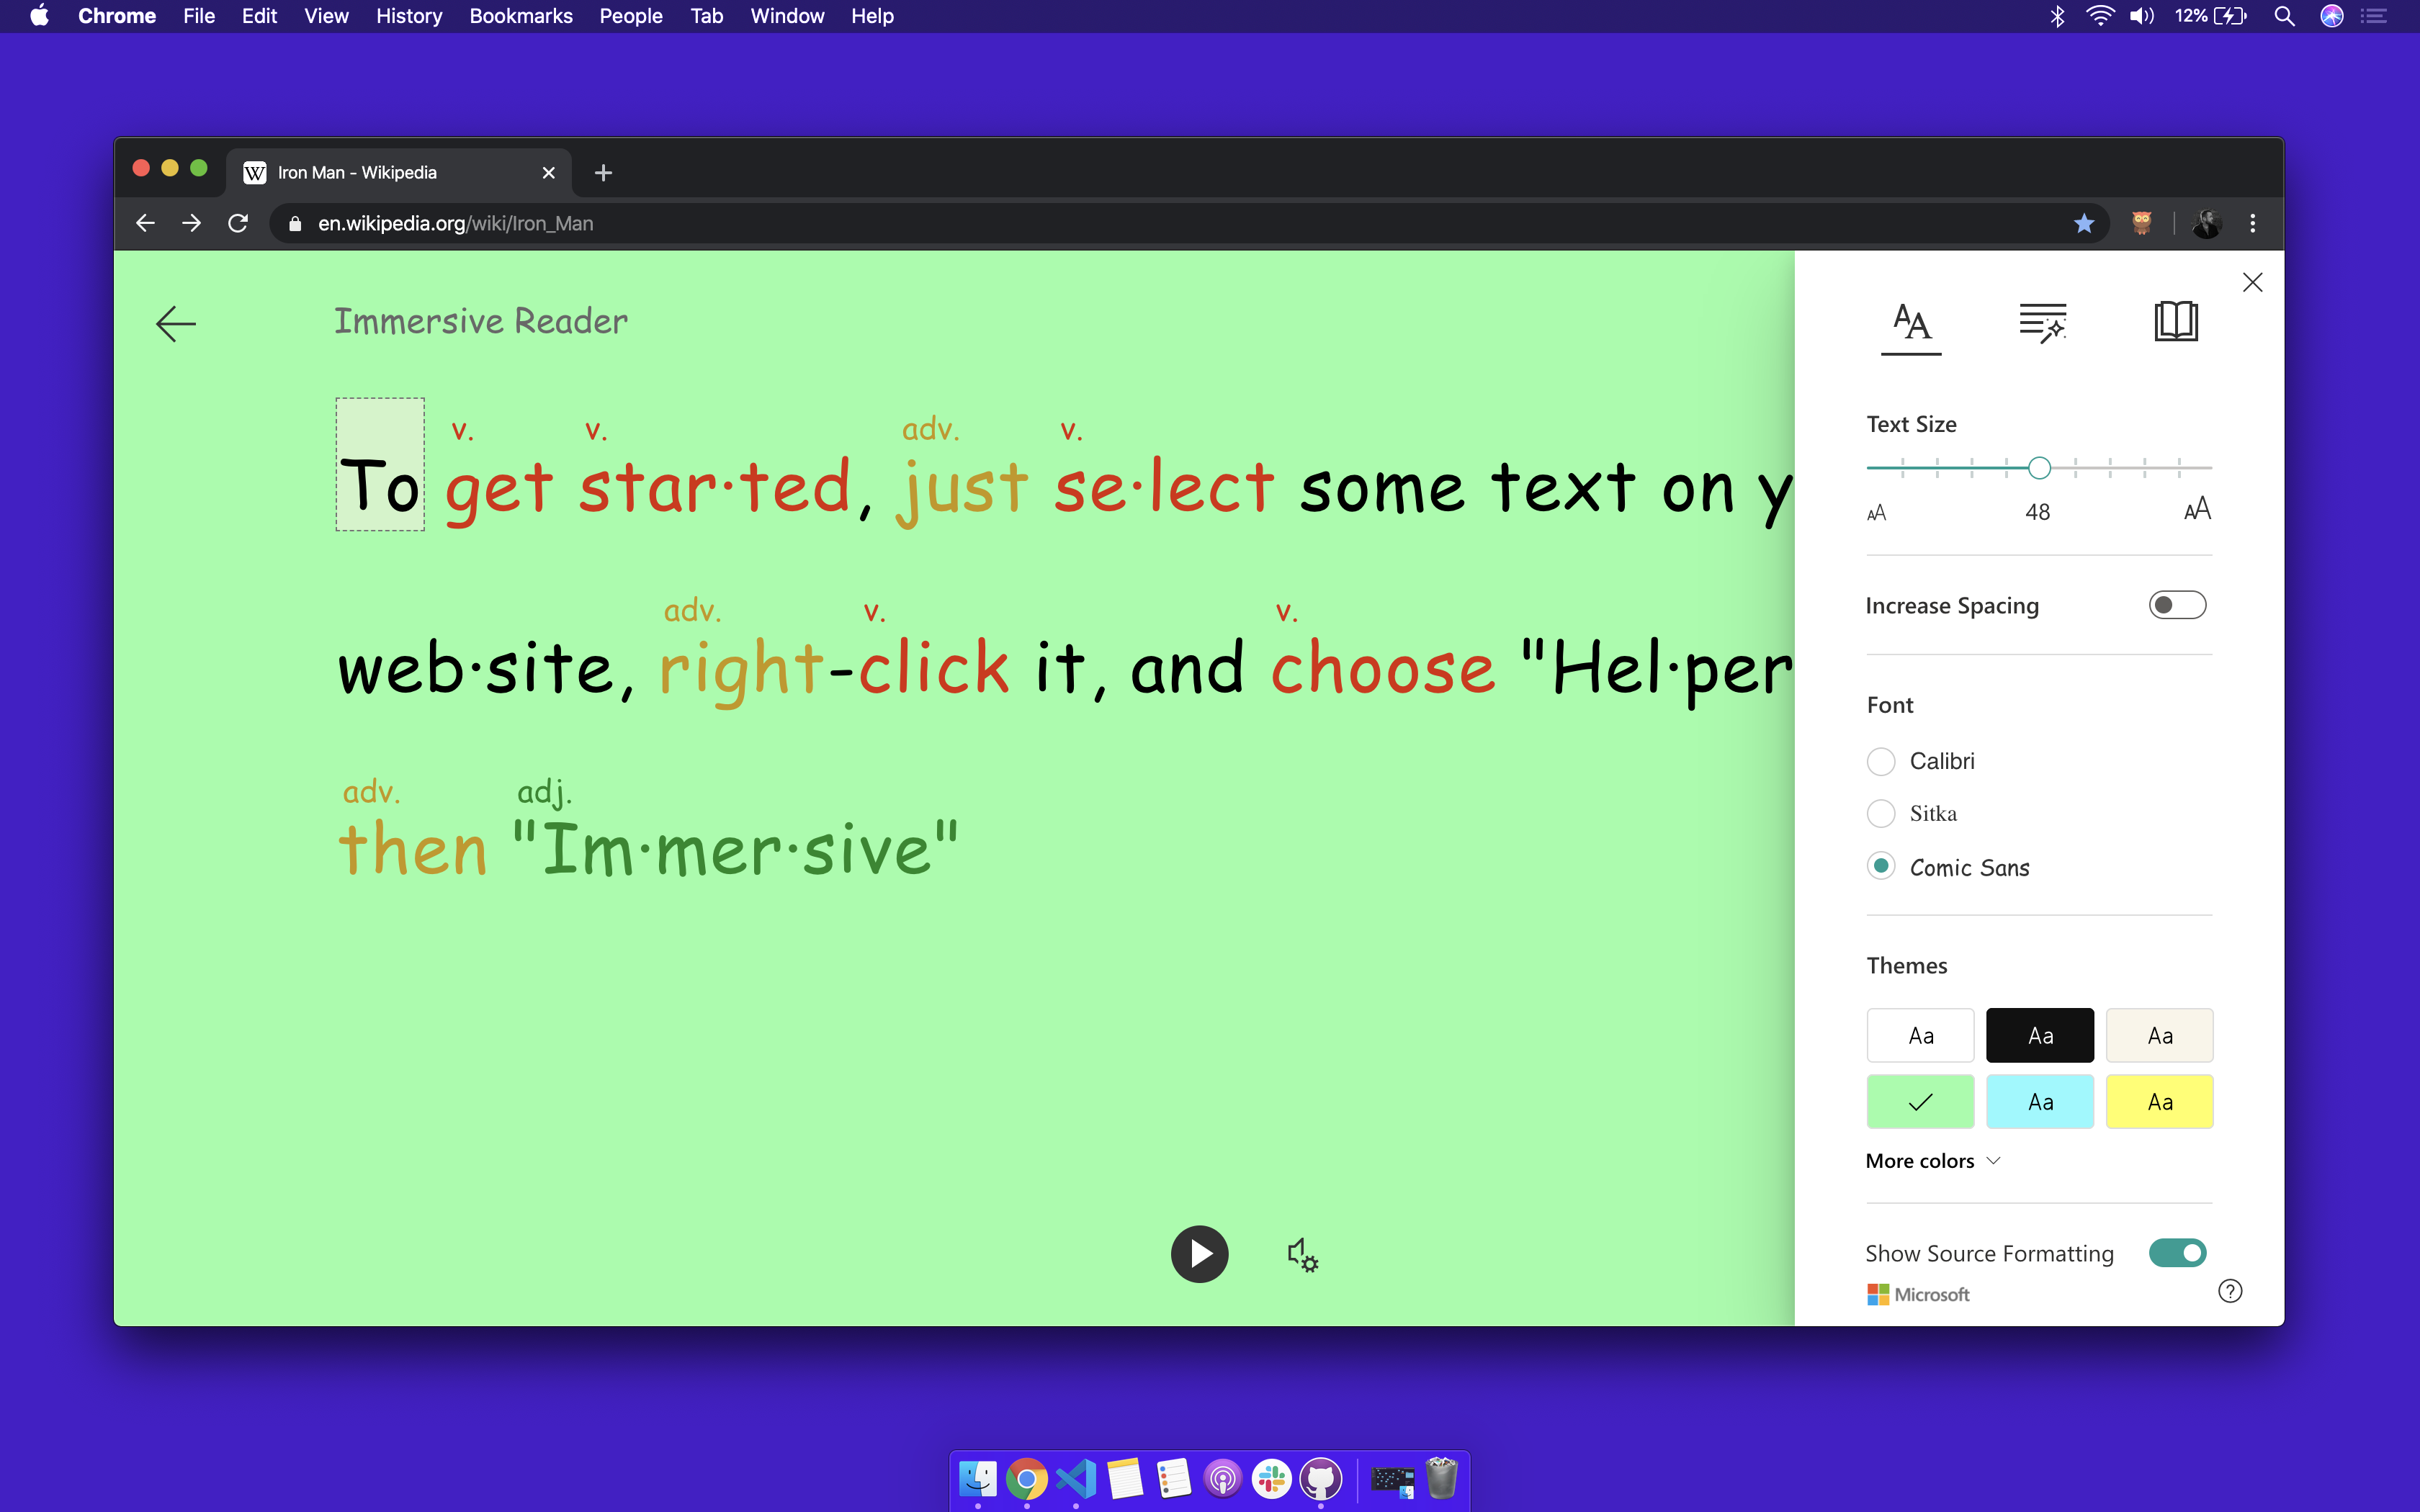 Chrome File Edit View History Bookmarks People Tab Window Help 12%
Iron Man - Wikipedia
en.wikipedia.org/wiki/Iron_Man
Immersive Reader
v. v. adv. v.
To get star·ted, just se·lect some text on y
adv. v. v.
web·site, right-click it, and choose "Hel·per
adv. adj.
then "Im·mer·sive"
AA
Text Size
AA 48 AA
Increase Spacing
Font
Calibri
Sitka
Comic Sans
Themes
Aa Aa Aa
Aa Aa
More colors
Show Source Formatting
Microsoft